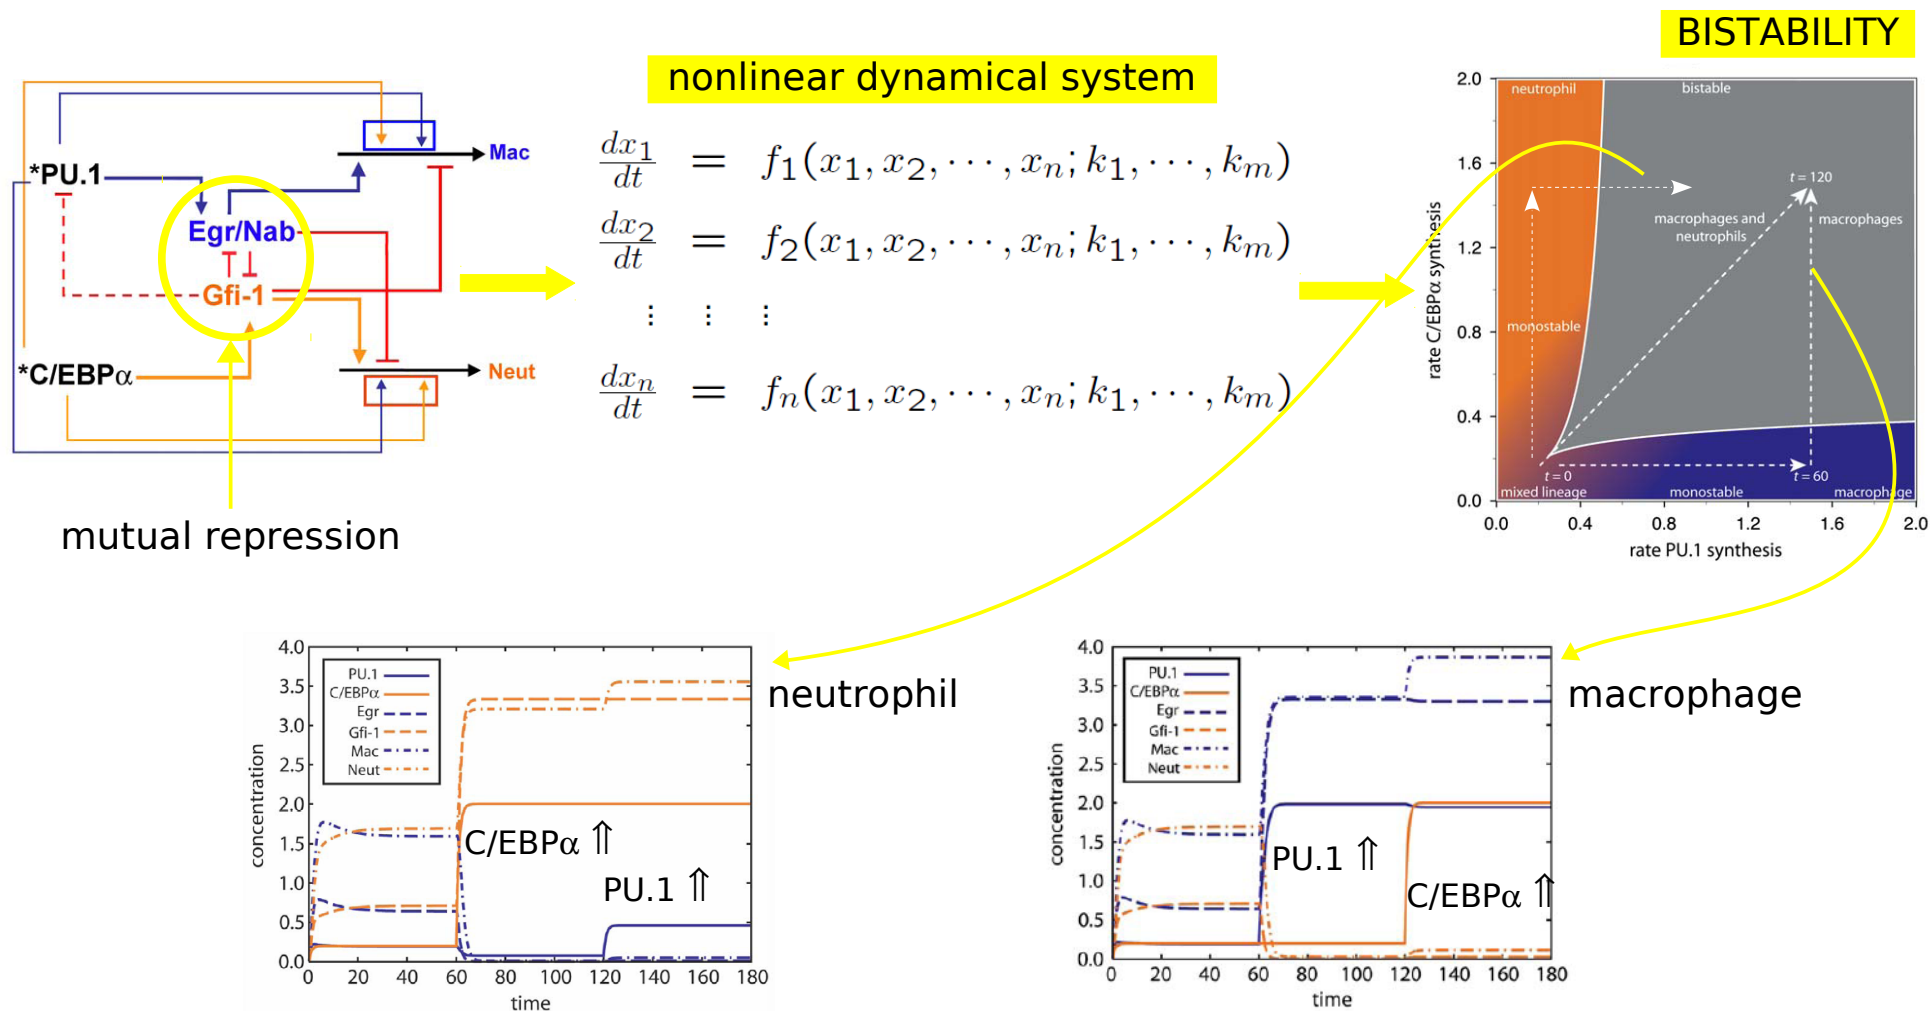 BISTABILITY
nonlinear dynamical system
*PU.1
Mac
Egr/Nab
Gfi-1
*C/EBPα
Neut
mutual repression
dx₁/dt = f₁(x₁, x₂, ⋯, xₙ; k₁, ⋯, kₘ)
dx₂/dt = f₂(x₁, x₂, ⋯, xₙ; k₁, ⋯, kₘ)
⋮ ⋮ ⋮
dxₙ/dt = fₙ(x₁, x₂, ⋯, xₙ; k₁, ⋯, kₘ)
rate C/EBPα synthesis
2.0
1.6
1.2
0.8
0.4
0.0
neutrophil
bistable
t = 120
macrophages and
neutrophils
macrophages
monostable
t = 0
t = 60
mixed lineage
monostable
macrophage
0.0 0.4 0.8 1.2 1.6 2.0
rate PU.1 synthesis
concentration
4.0
3.5
3.0
2.5
2.0
1.5
1.0
0.5
0.0
PU.1
C/EBPα
Egr
Gfi-1
Mac
Neut
C/EBPα ⇑
PU.1 ⇑
0 20 40 60 80 100 120 140 160 180
time
neutrophil
concentration
4.0
3.5
3.0
2.5
2.0
1.5
1.0
0.5
0.0
PU.1
C/EBPα
Egr
Gfi-1
Mac
Neut
PU.1 ⇑
C/EBPα ⇑
0 20 40 60 80 100 120 140 160 180
time
macrophage